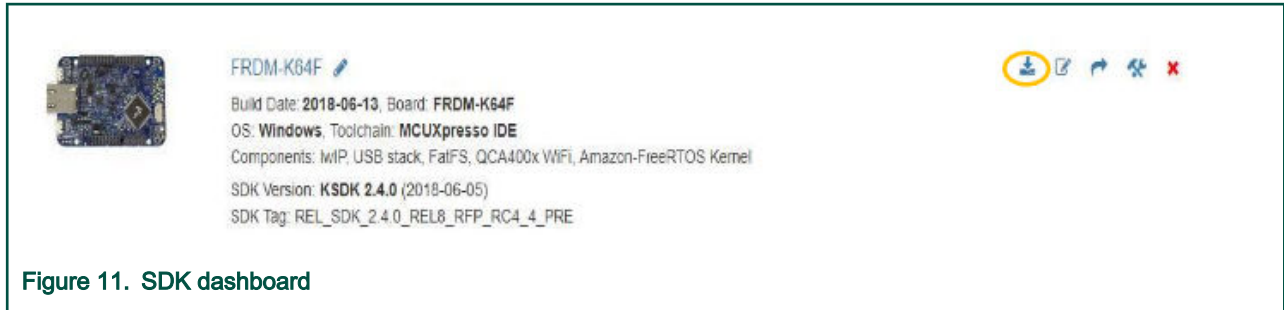 FRDM-K64F
Build Date: 2018-06-13, Board: FRDM-K64F
OS: Windows, Toolchain: MCUXpresso IDE
Components: lwIP, USB stack, FatFS, QCA400x WiFi, Amazon-FreeRTOS Kernel
SDK Version: KSDK 2.4.0 (2018-06-05)
SDK Tag: REL_SDK_2.4.0_REL8_RFP_RC4_4_PRE
Figure 11. SDK dashboard